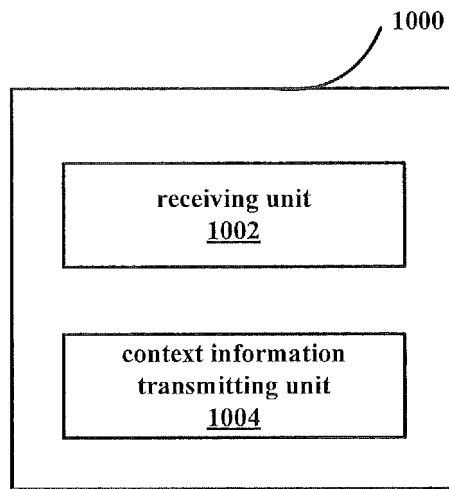 1000
receiving unit
1002
context information
transmitting unit
1004